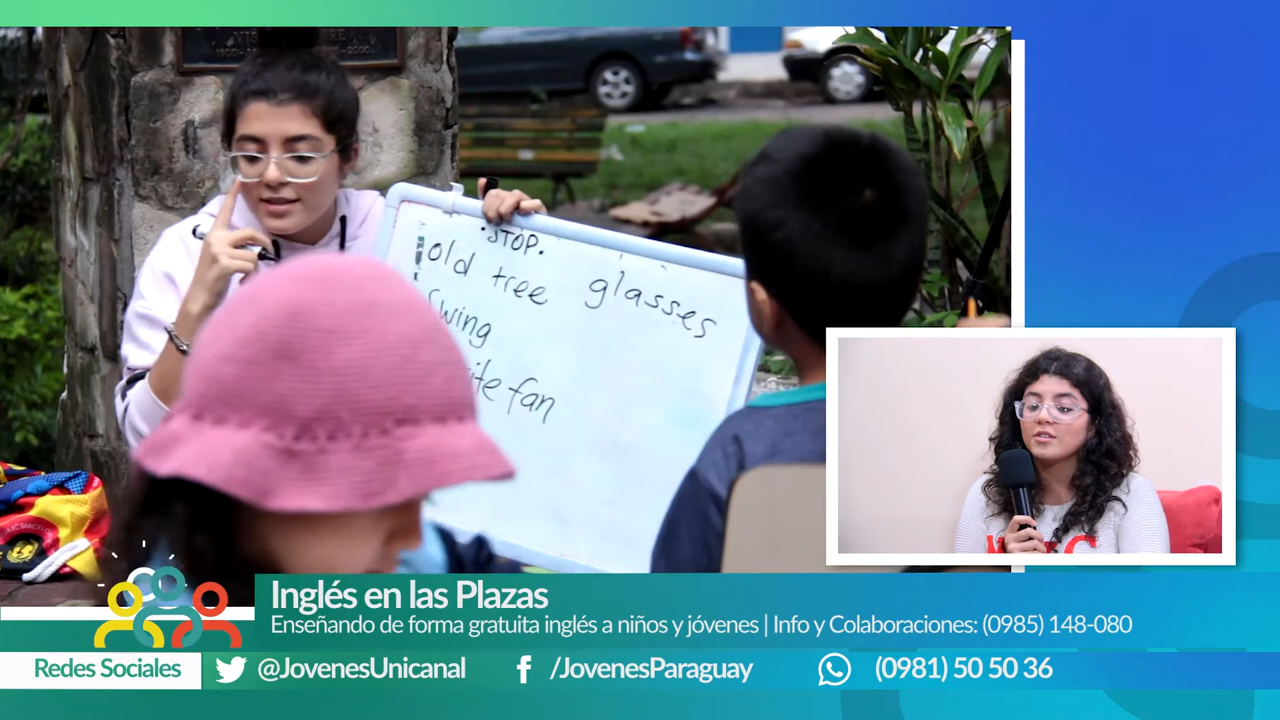 ·STOP.
old tree glasses
swing
fan
Inglés en las Plazas
Enseñando de forma gratuita inglés a niños y jóvenes | Info y Colaboraciones: (0985) 148-080
Redes Sociales @JovenesUnicanal /JovenesParaguay (0981) 50 50 36